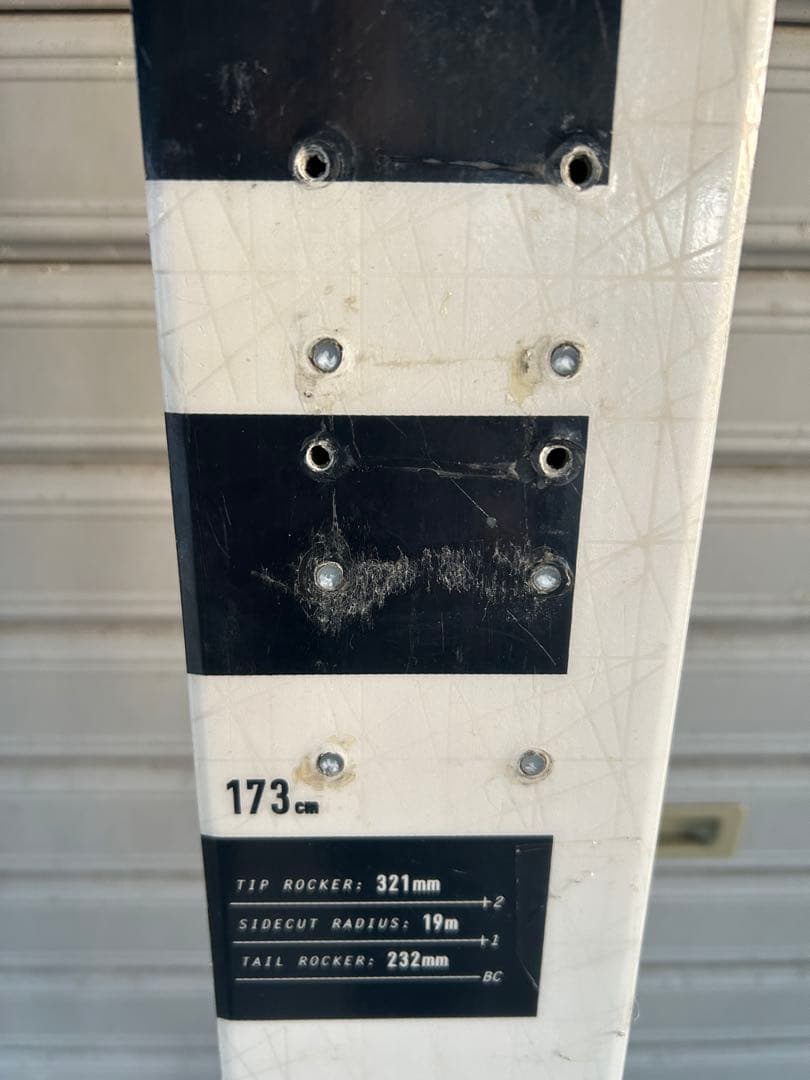 173cm
TIP ROCKER: 321mm
+2
SIDECUT RADIUS: 19m
+1
TAIL ROCKER: 232mm
BC